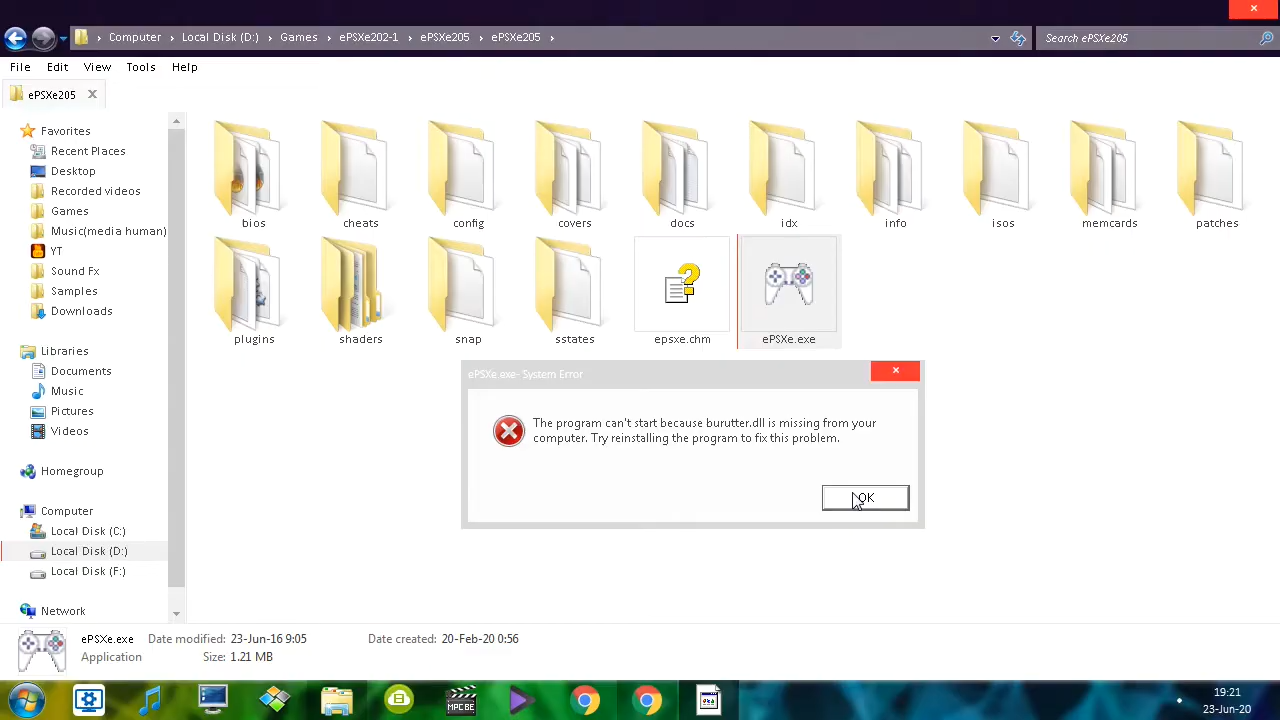 Computer Local Disk (D:) Games ePSXe202-1 ePSXe205 ePSXe205
Search ePSXe205
File Edit View Tools Help
ePSXe205
Favorites
Recent Places
Desktop
Recorded videos
Games
Music(media human)
YT
Sound Fx
Samples
Downloads
Libraries
Documents
Music
Pictures
Videos
Homegroup
Computer
Local Disk (C:)
Local Disk (D:)
Local Disk (F:)
Network
bios cheats config covers docs idx info isos memcards patches
plugins shaders snap sstates epsxe.chm ePSXe.exe
ePSXe.exe- System Error
The program can't start because burutter.dll is missing from your
computer. Try reinstalling the program to fix this problem.
OK
ePSXe.exe Date modified: 23-Jun-16 9:05 Date created: 20-Feb-20 0:56
Application Size: 1.21 MB
MPCBE
19:21
23-Jun-20